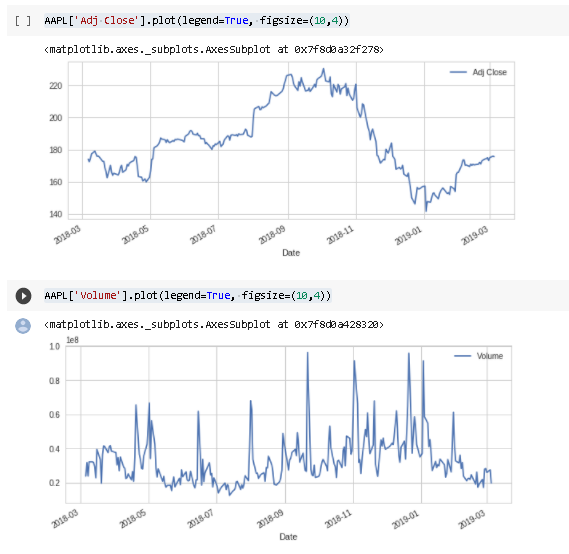 [ ] AAPL['Adj Close'].plot(legend=True, figsize=(10,4))
<matplotlib.axes._subplots.AxesSubplot at 0x7f8d0a32f278>
Adj Close
220
200
180
160
140
2018-03 2018-05 2018-07 2018-09 2018-11 2019-01 2019-03
Date
AAPL['Volume'].plot(legend=True, figsize=(10,4))
<matplotlib.axes._subplots.AxesSubplot at 0x7f8d0a428320>
1e8
Volume
1.0
0.8
0.6
0.4
0.2
2018-03 2018-05 2018-07 2018-09 2018-11 2019-01 2019-03
Date